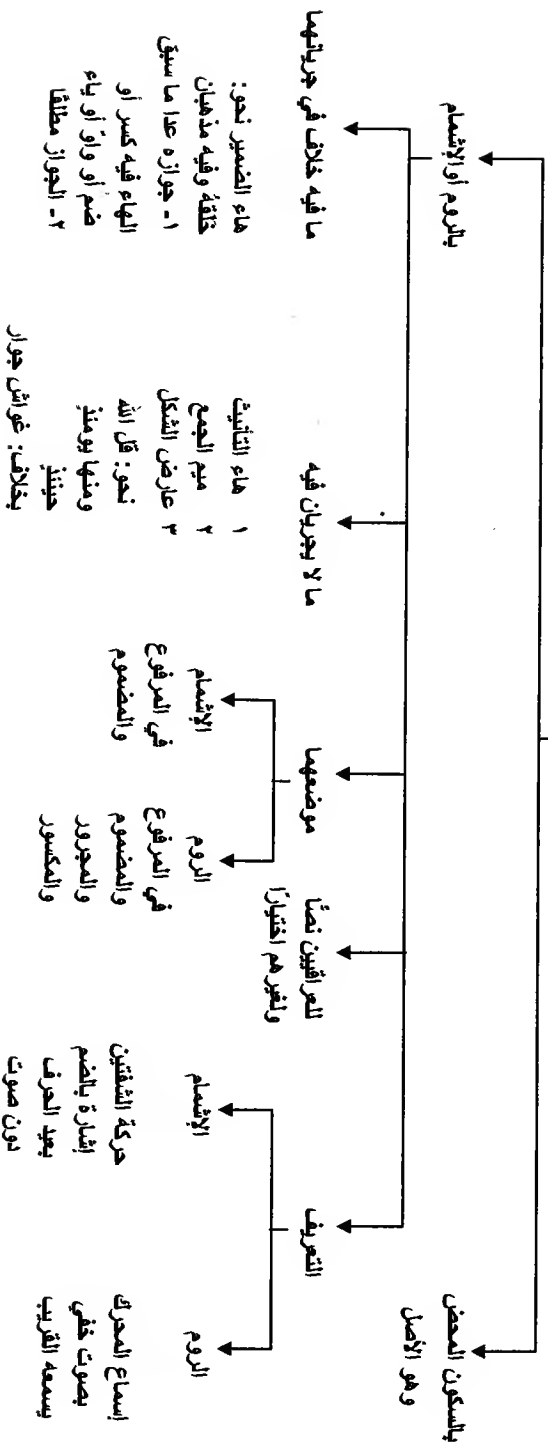 بالسكون المحض
وهو الأصل
بالروم أو الإشمام
التعريف
الروم
إسماع المحرك
بصوت خفي
يسمعه القريب
الإشمام
حركة الشفتين
إشارة بالضم
بعيد الحرف
دون صوت
للعراقيين نصًا
ولغيرهم اختيارًا
موضعهما
الروم
في المرفوع
والمضموم
والمجرور
والمكسور
الإشمام
في المرفوع
والمضموم
ما لا يجريان فيه
١ هاء التأنيث
٢ ميم الجمع
٣ عارض الشكل
نحو: قل الله
ومنها يومئذٍ
حينئذٍ
بخلاف: غواش جوار
ما فيه خلاف في جريانهما
هاء الضمير نحو:
خلقهُ وفيه مذهبان
١- جوازه عدا ما سبق
الهاء فيه كسر أو
ضم أو واوٌ أو ياء
٢- الجواز مطلقًا